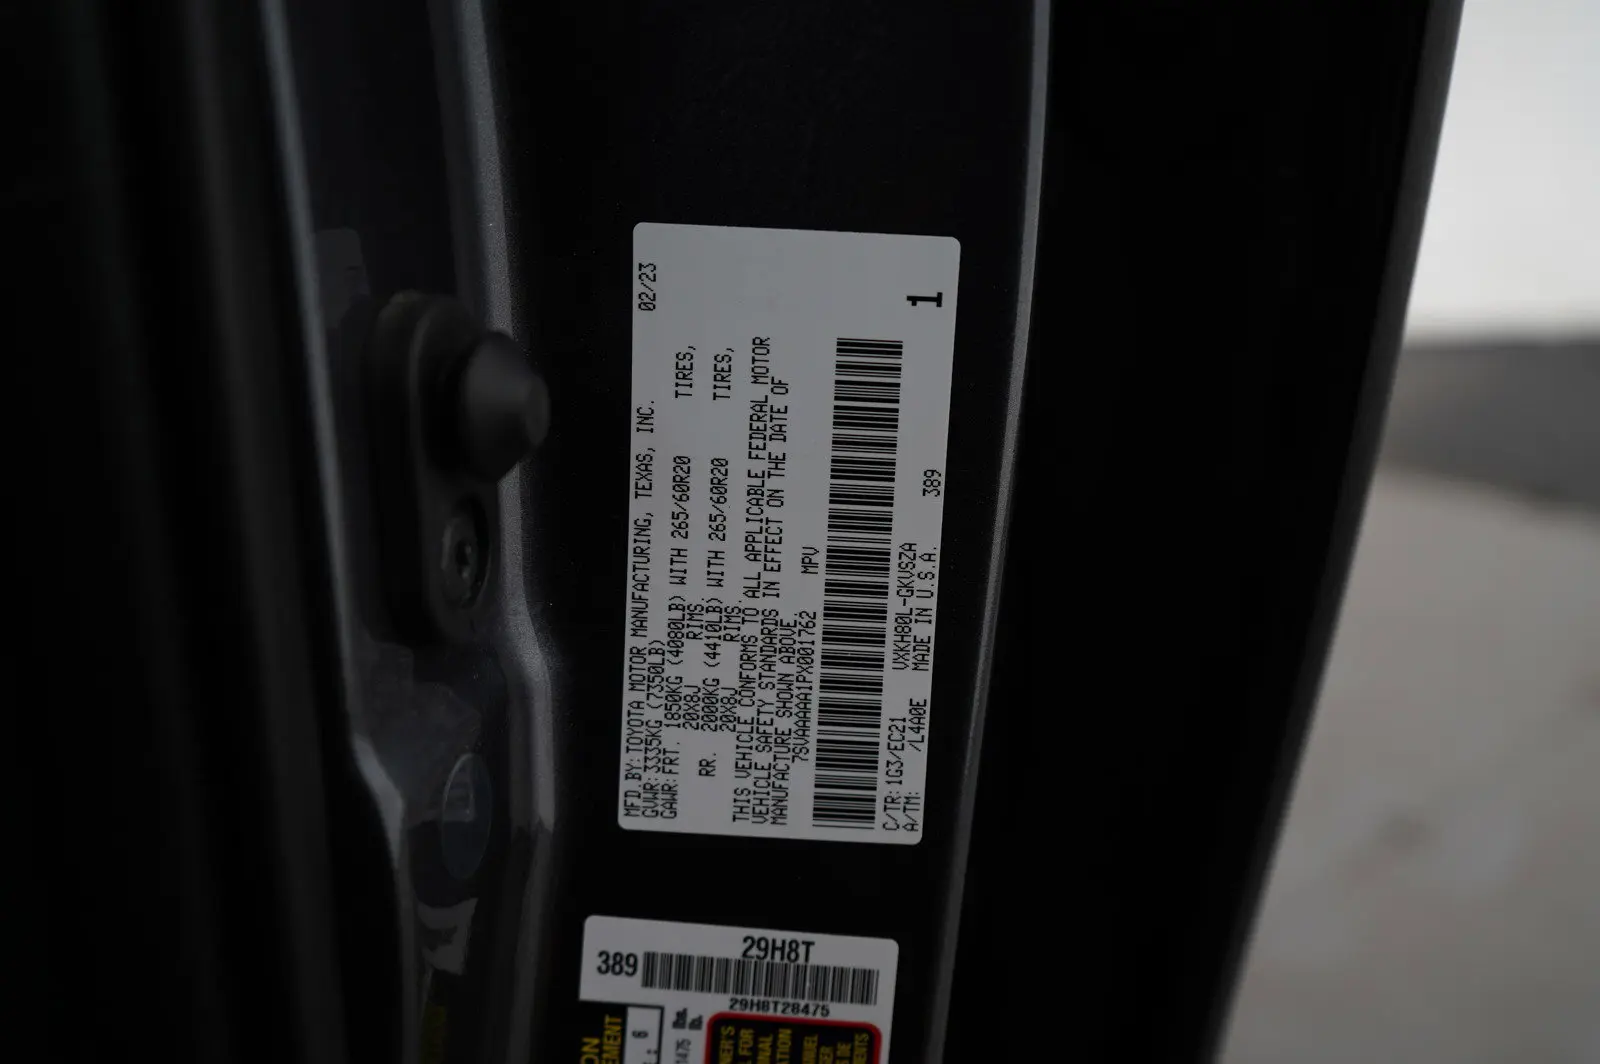 MFD. BY: TOYOTA MOTOR MANUFACTURING, TEXAS, INC. 02/23
GVWR: 3335KG (7350LB)
GAWR: FRT. 1850KG (4080LB) WITH 265/60R20 TIRES,
20X8J RIMS.
RR. 2000KG (4410LB) WITH 265/60R20 TIRES,
20X8J RIMS.
THIS VEHICLE CONFORMS TO ALL APPLICABLE FEDERAL MOTOR
VEHICLE SAFETY STANDARDS IN EFFECT ON THE DATE OF
MANUFACTURE SHOWN ABOVE.
7SVAAAAA1PX001762 MPV
C/TR: 1G3/EC21 VXKH80L-GKVSZA
A/TM: /L4A0E MADE IN U.S.A. 389
1
29H8T
389
29H8T28475
1475